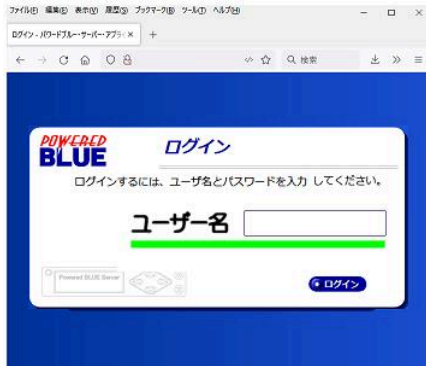 ファイル(F) 編集(E) 表示(V) 履歴(S) ブックマーク(B) ツール(T) ヘルプ(H)
ログイン - パワードブルー・サーバー・アプライ
検索
POWERED
BLUE
ログイン
ログインするには、ユーザ名とパスワードを入力 してください。
ユーザー名
Powered BLUE Server
ログイン